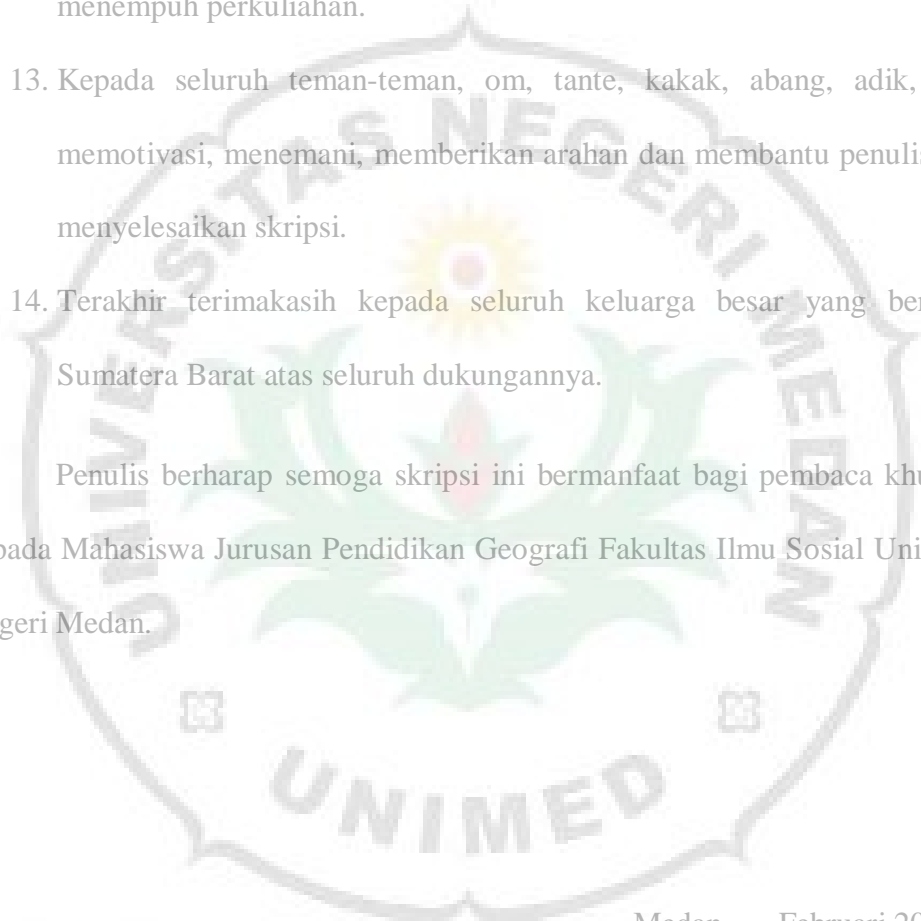 menempuh perkuliahan.
13. Kepada seluruh teman-teman, om, tante, kakak, abang, adik,
memotivasi, menemani, memberikan arahan dan membantu penulis
menyelesaikan skripsi.
14. Terakhir terimakasih kepada seluruh keluarga besar yang ber
Sumatera Barat atas seluruh dukungannya.
Penulis berharap semoga skripsi ini bermanfaat bagi pembaca khu
pada Mahasiswa Jurusan Pendidikan Geografi Fakultas Ilmu Sosial Uni
geri Medan.
Medan, Februari 20
UNIVERSITAS NEGERI MEDAN
UNIMED